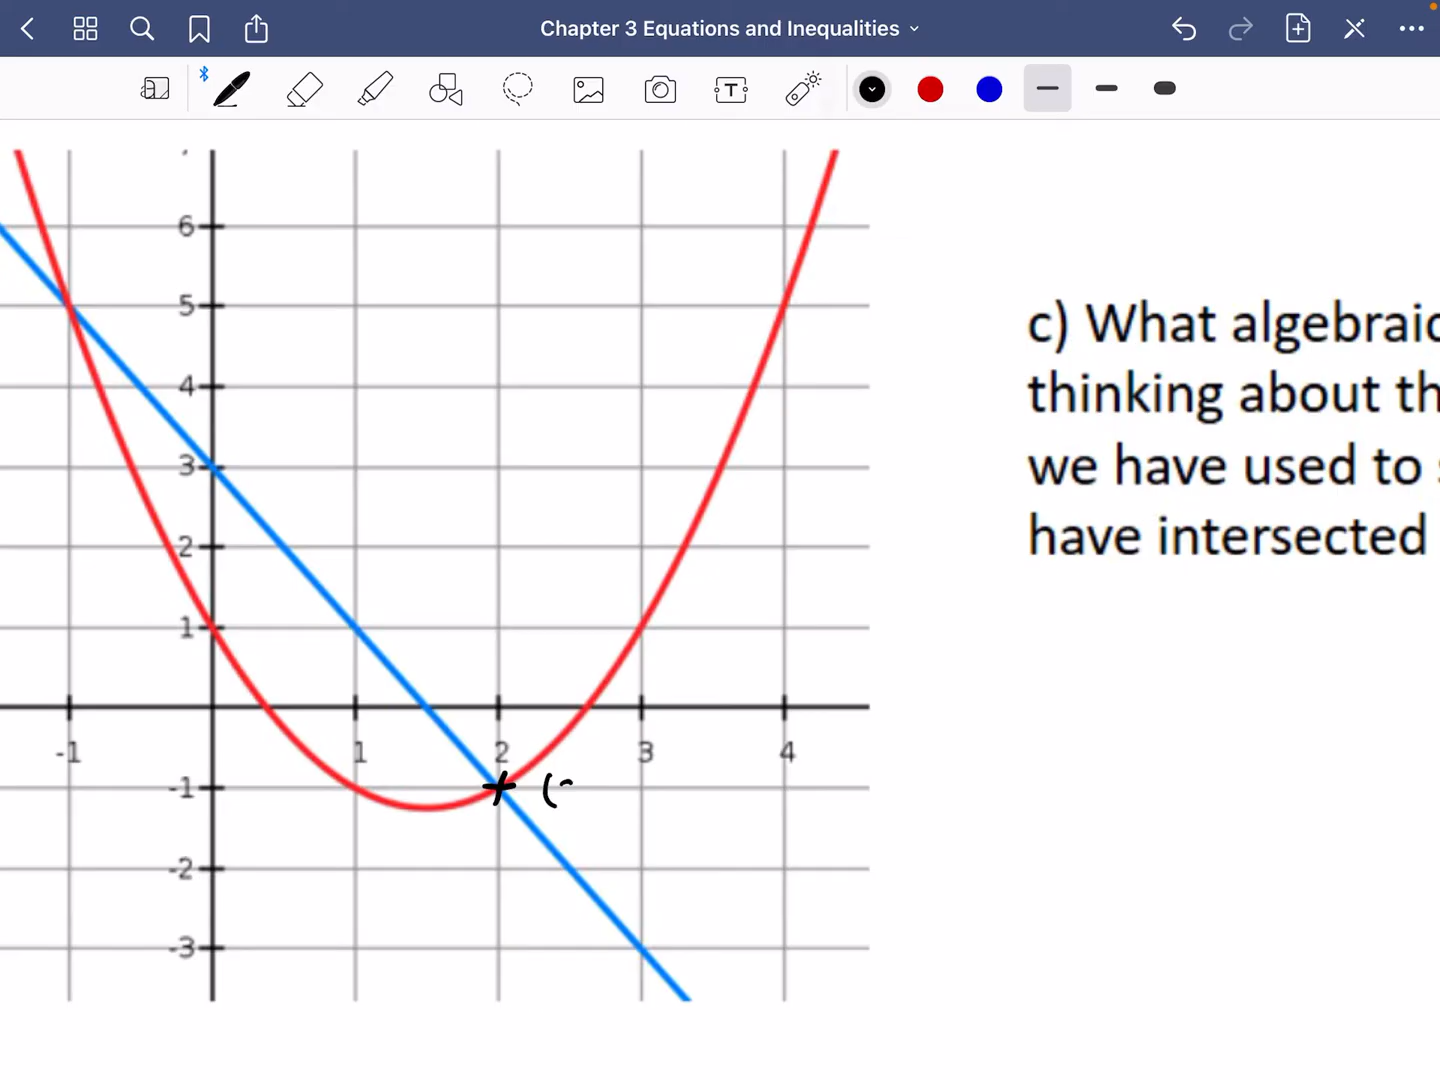 Chapter 3 Equations and Inequalities
T
6
5
4
3
2
1
-1
1
2
3
4
-1
-2
-3
(
c) What algebraic
thinking about th
we have used to
have intersected